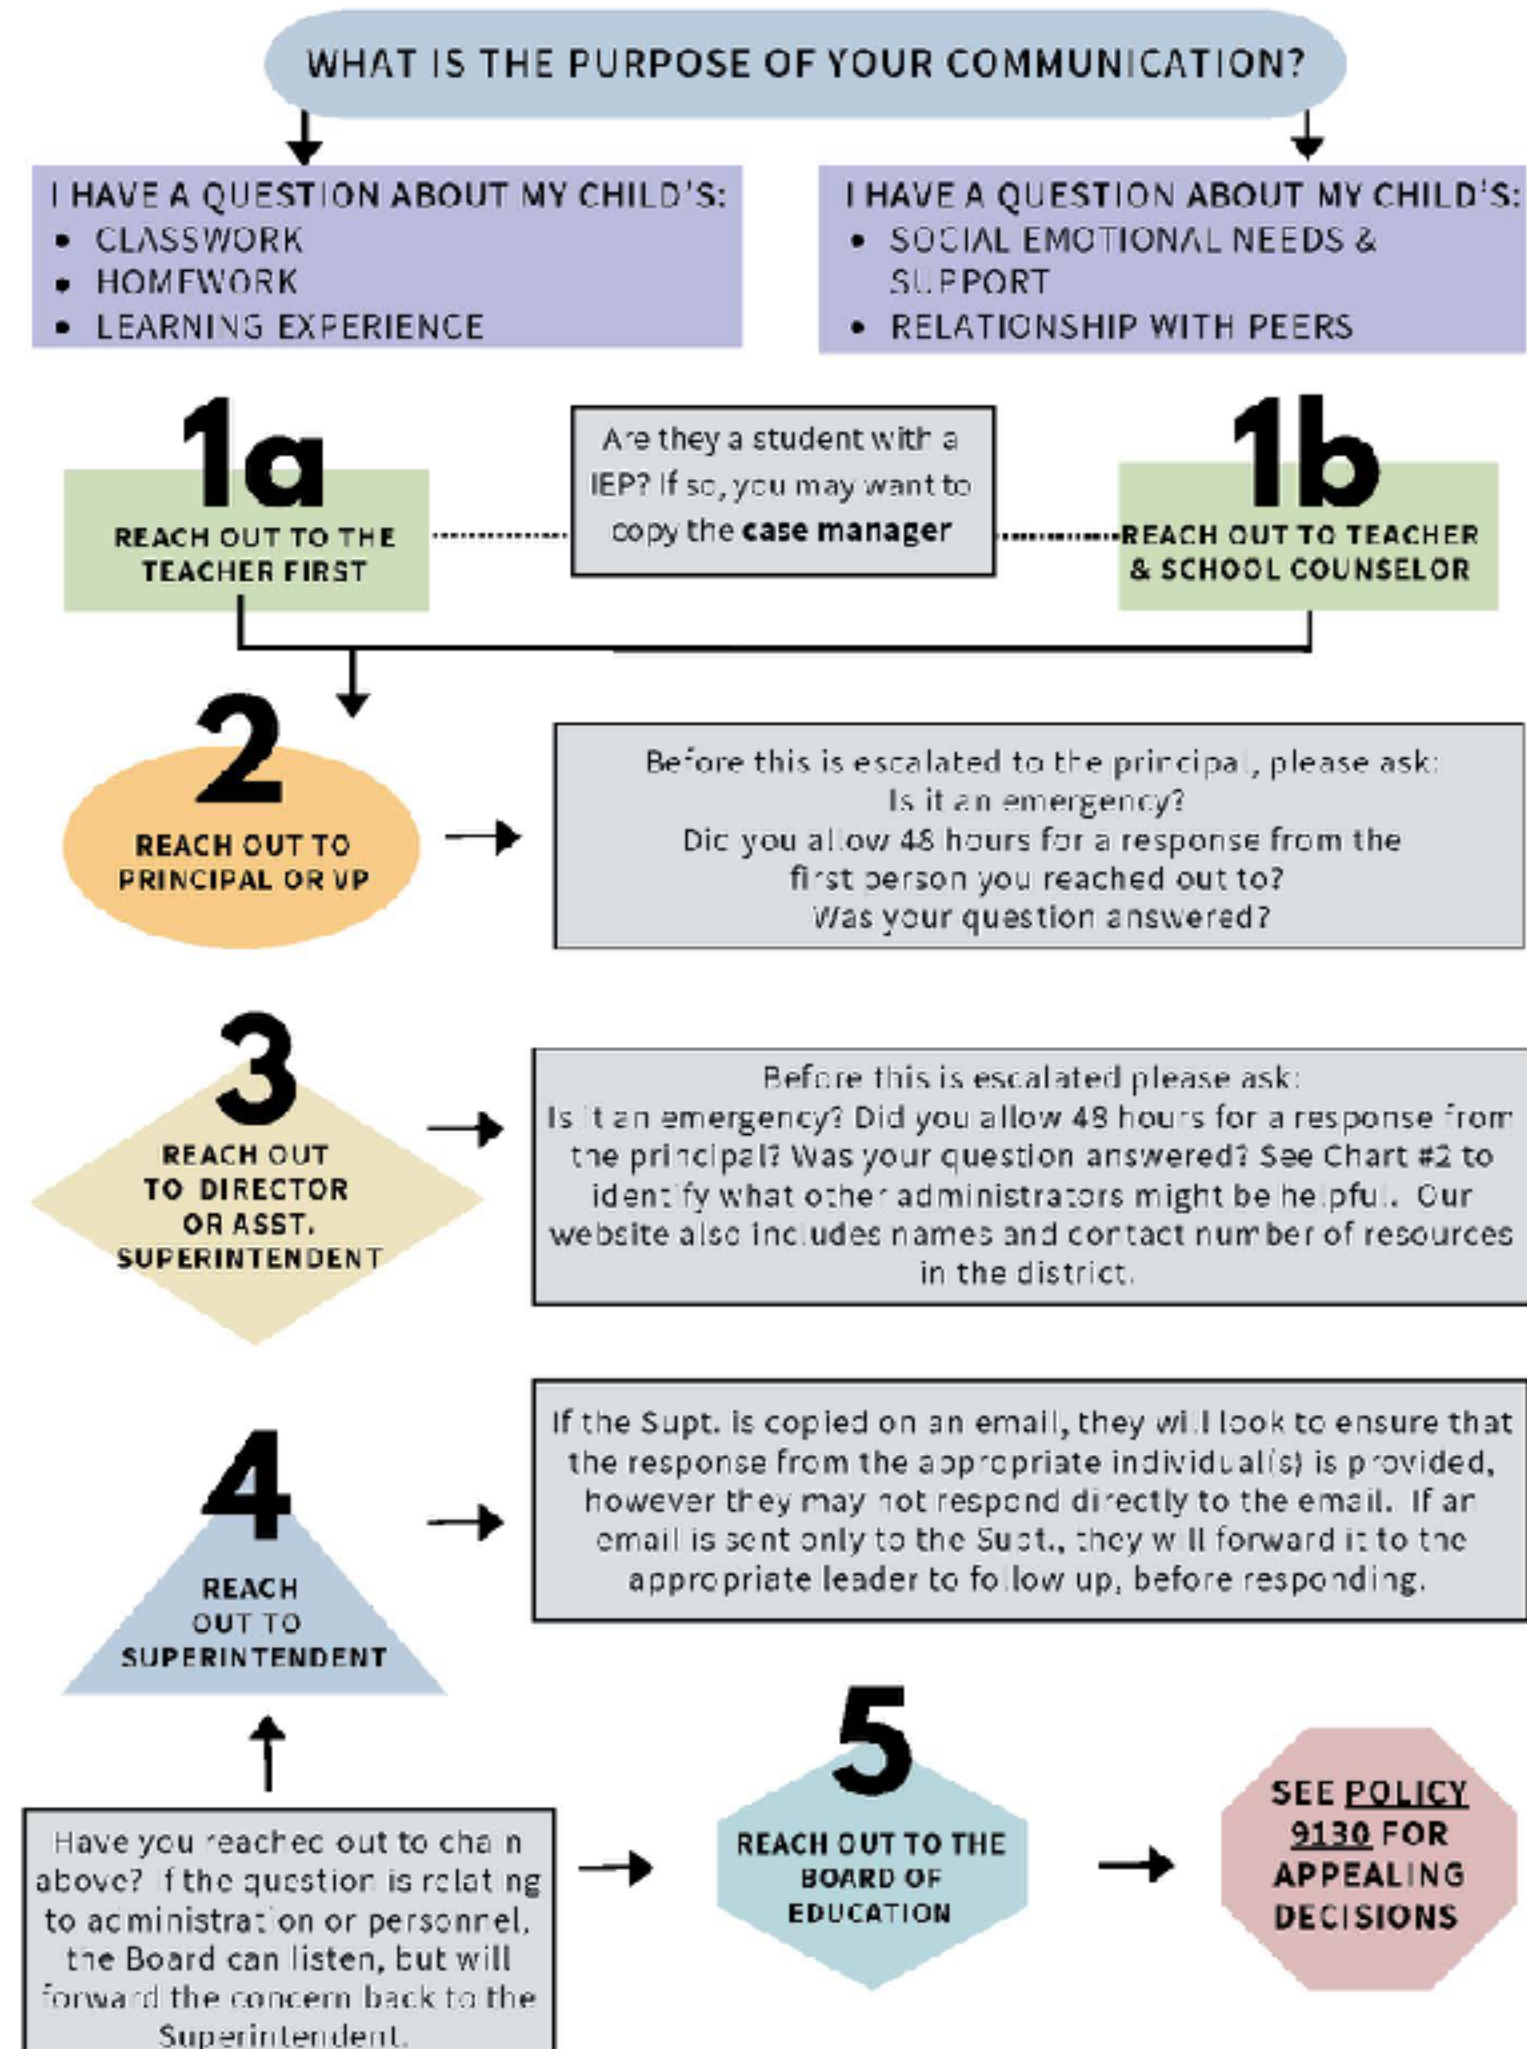 WHAT IS THE PURPOSE OF YOUR COMMUNICATION?
I HAVE A QUESTION ABOUT MY CHILD'S:
• CLASSWORK
• HOMEWORK
• LEARNING EXPERIENCE
I HAVE A QUESTION ABOUT MY CHILD'S:
• SOCIAL EMOTIONAL NEEDS &
SUPPORT
• RELATIONSHIP WITH PEERS
1a
REACH OUT TO THE
TEACHER FIRST
Are they a student with a
IEP? If so, you may want to
copy the case manager
1b
REACH OUT TO TEACHER
& SCHOOL COUNSELOR
2
REACH OUT TO
PRINCIPAL OR VP
Before this is escalated to the principal, please ask:
Is it an emergency?
Did you allow 48 hours for a response from the
first person you reached out to?
Was your question answered?
3
REACH OUT
TO DIRECTOR
OR ASST.
SUPERINTENDENT
Before this is escalated please ask:
Is it an emergency? Did you allow 48 hours for a response from
the principal? Was your question answered? See Chart #2 to
identify what other administrators might be helpful. Our
website also includes names and contact number of resources
in the district.
4
REACH
OUT TO
SUPERINTENDENT
If the Supt. is copied on an email, they will look to ensure that
the response from the appropriate individual(s) is provided,
however they may not respond directly to the email. If an
email is sent only to the Supt., they will forward it to the
appropriate leader to follow up, before responding.
Have you reached out to chain
above? If the question is relating
to administration or personnel,
the Board can listen, but will
forward the concern back to the
Superintendent.
5
REACH OUT TO THE
BOARD OF
EDUCATION
SEE POLICY
9130 FOR
APPEALING
DECISIONS